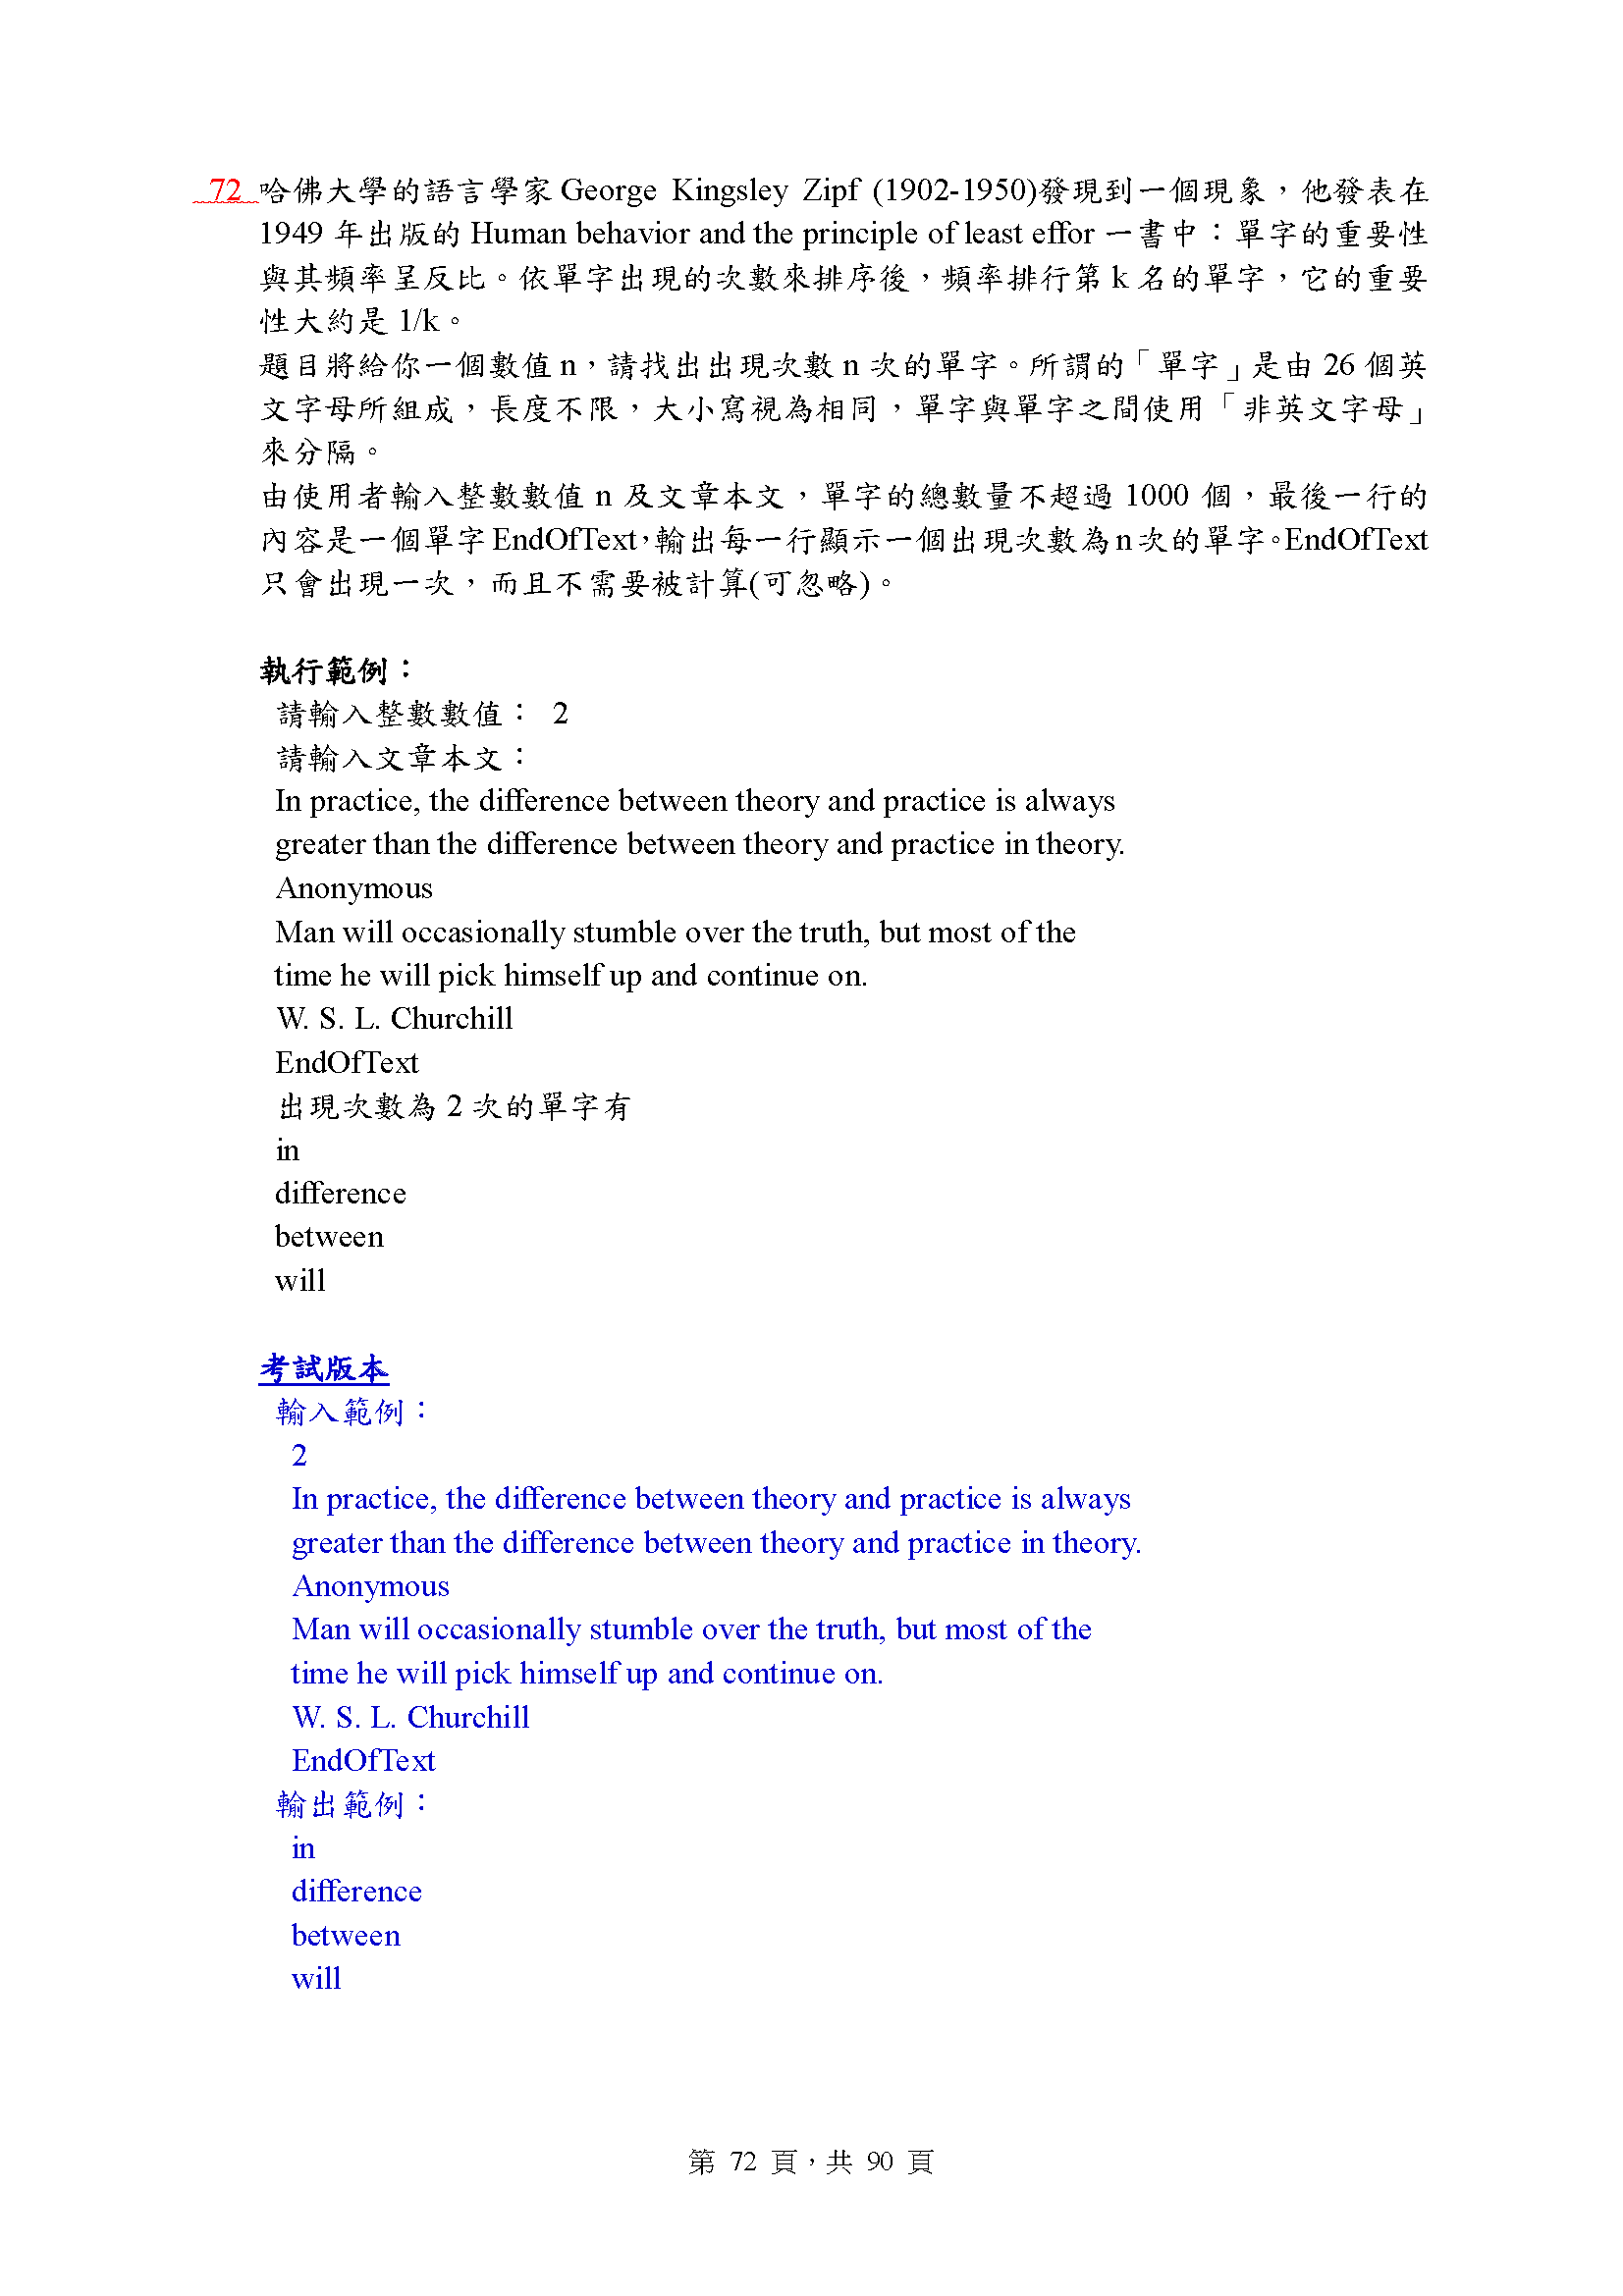 72 哈佛大學的語言學家 George Kingsley Zipf (1902-1950)發現到一個現象，他發表在
1949 年出版的 Human behavior and the principle of least effor 一書中：單字的重要性
與其頻率呈反比。依單字出現的次數來排序後，頻率排行第 k 名的單字，它的重要
性大約是 1/k。
題目將給你一個數值 n，請找出出現次數 n 次的單字。所謂的「單字」是由 26 個英
文字母所組成，長度不限，大小寫視為相同，單字與單字之間使用「非英文字母」
來分隔。
由使用者輸入整數數值 n 及文章本文，單字的總數量不超過 1000 個，最後一行的
內容是一個單字 EndOfText，輸出每一行顯示一個出現次數為 n 次的單字。EndOfText
只會出現一次，而且不需要被計算(可忽略)。
執行範例：
請輸入整數數值： 2
請輸入文章本文：
In practice, the difference between theory and practice is always
greater than the difference between theory and practice in theory.
Anonymous
Man will occasionally stumble over the truth, but most of the
time he will pick himself up and continue on.
W. S. L. Churchill
EndOfText
出現次數為 2 次的單字有
in
difference
between
will
考試版本
輸入範例：
2
In practice, the difference between theory and practice is always
greater than the difference between theory and practice in theory.
Anonymous
Man will occasionally stumble over the truth, but most of the
time he will pick himself up and continue on.
W. S. L. Churchill
EndOfText
輸出範例：
in
difference
between
will
第 72 頁，共 90 頁